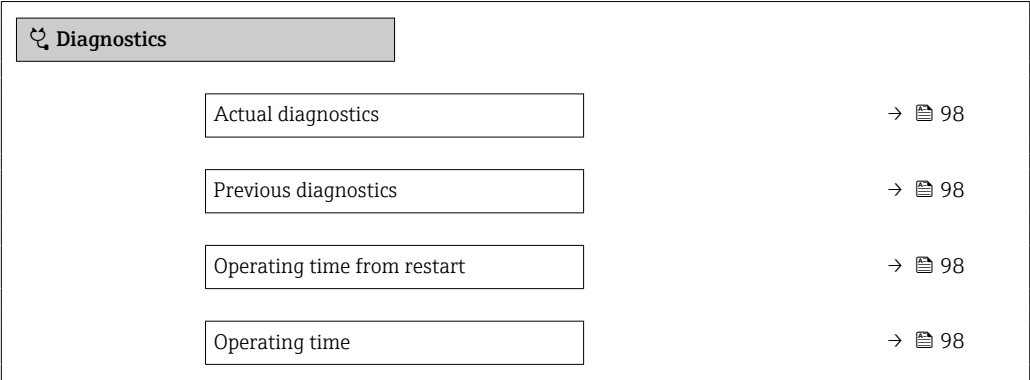 Diagnostics
Actual diagnostics → 98
Previous diagnostics → 98
Operating time from restart → 98
Operating time → 98